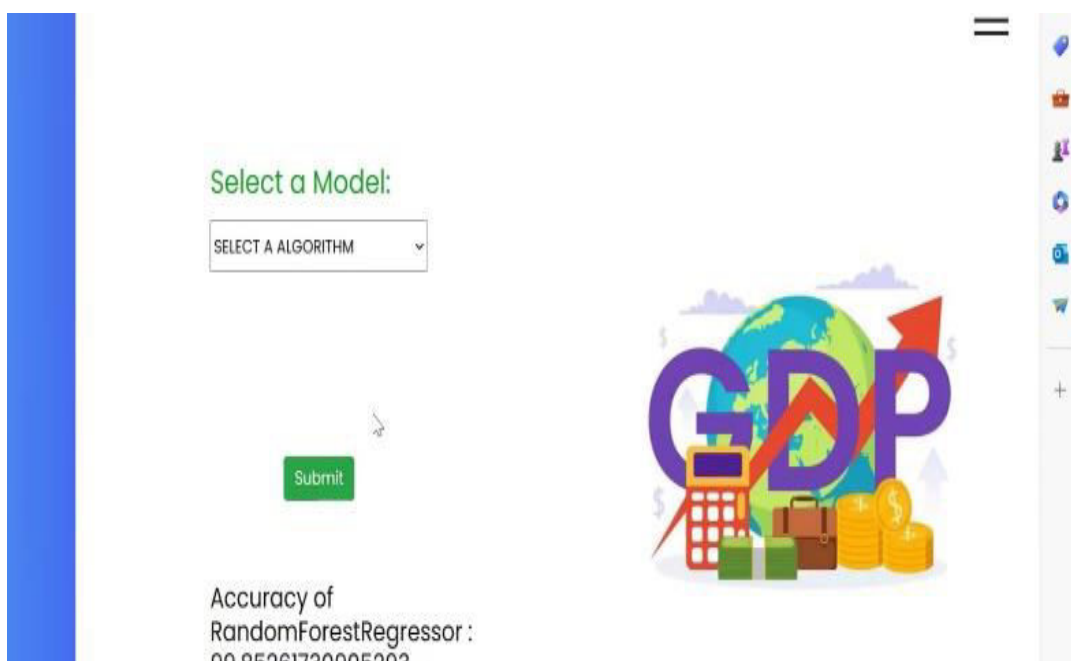 Select a Model:
SELECT A ALGORITHM
GDP
Submit
Accuracy of
RandomForestRegressor :